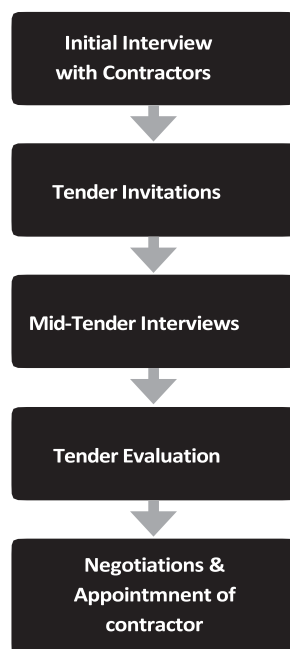 Initial Interview
with Contractors
Tender Invitations
Mid-Tender Interviews
Tender Evaluation
Negotiations &
Appointmnent of
contractor